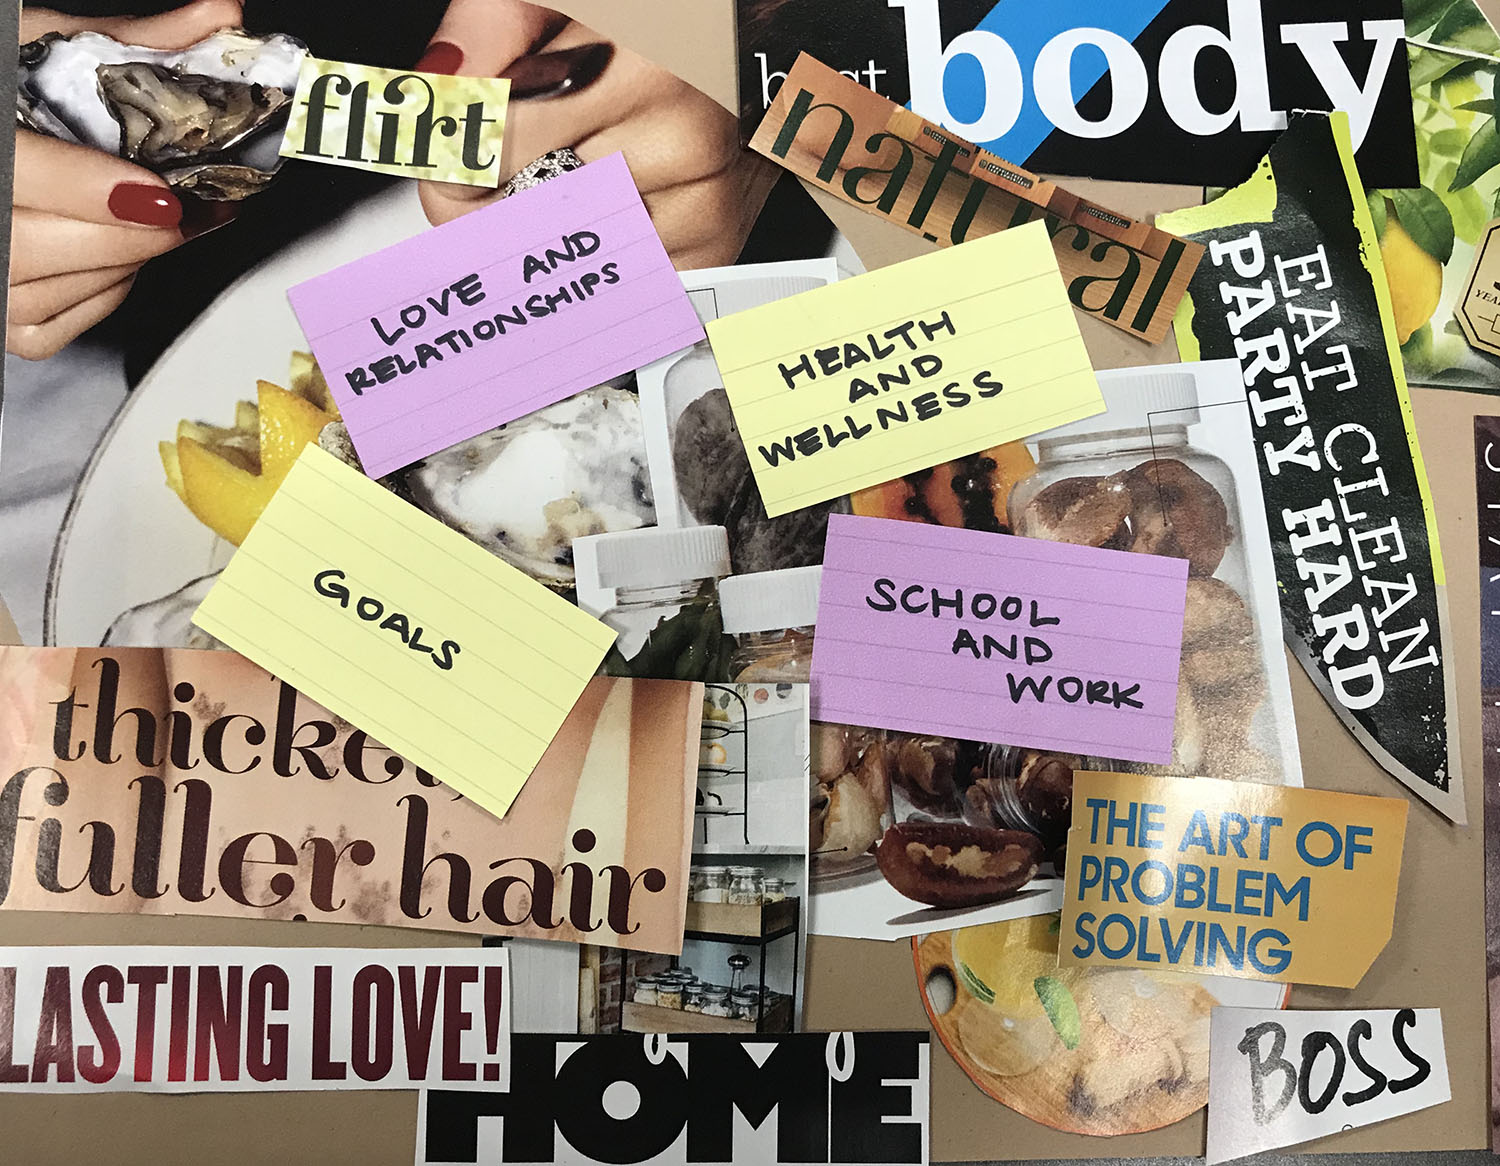 body
flirt
natural
LOVE AND
RELATIONSHIPS
HEALTH
AND
WELLNESS
EAT CLEAN
PARTY HARD
GOALS
SCHOOL
AND
WORK
fuller hair
THE ART OF
PROBLEM
SOLVING
LASTING LOVE!
HOME
BOSS